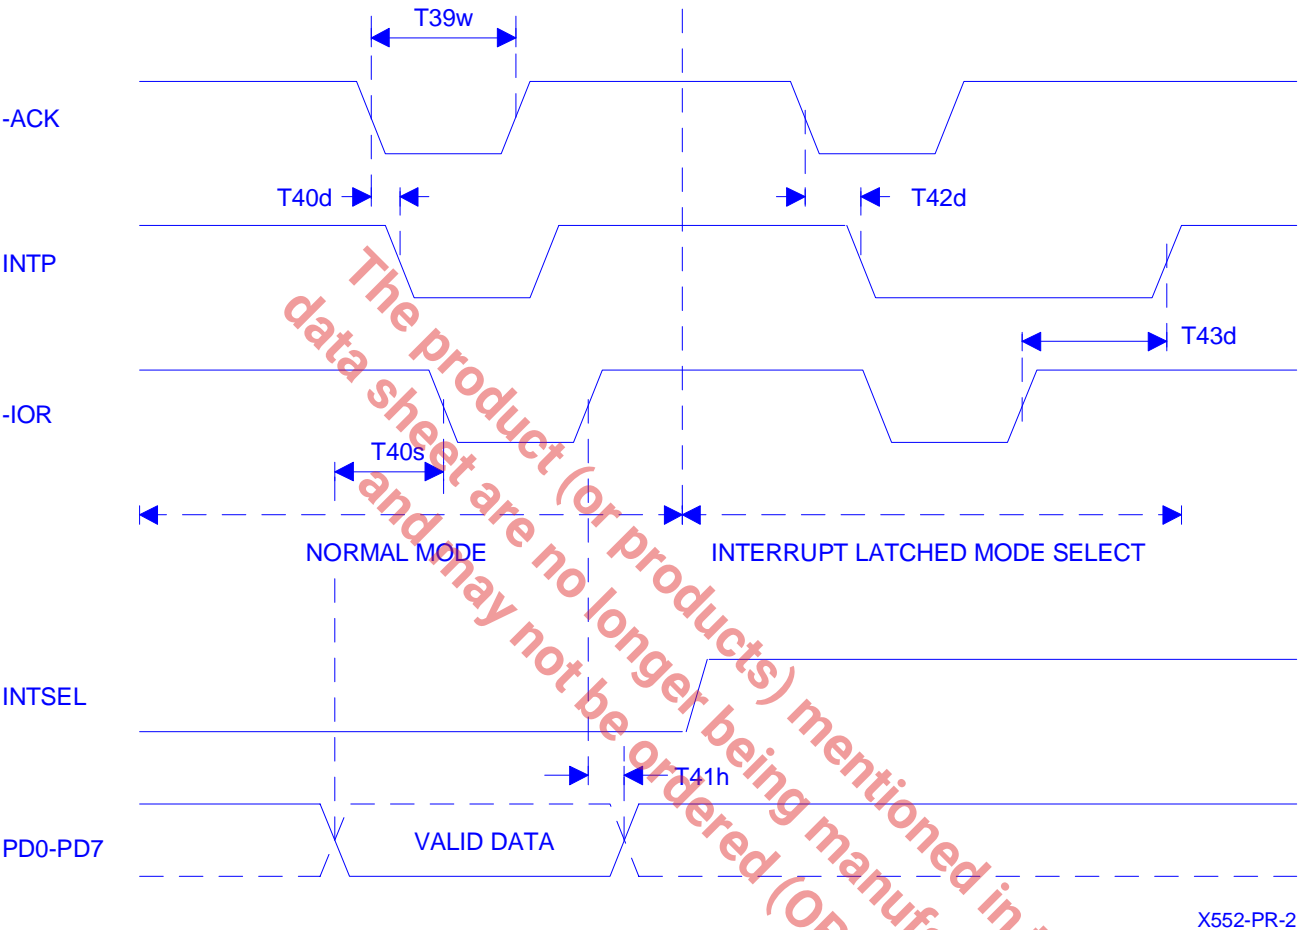 T39w
-ACK
T40d
T42d
INTP
T43d
-IOR
T40s
NORMAL MODE
INTERRUPT LATCHED MODE SELECT
INTSEL
T41h
PD0-PD7
VALID DATA
X552-PR-2
The product (or products) mentioned in
data sheet are no longer being
and may not be ordered